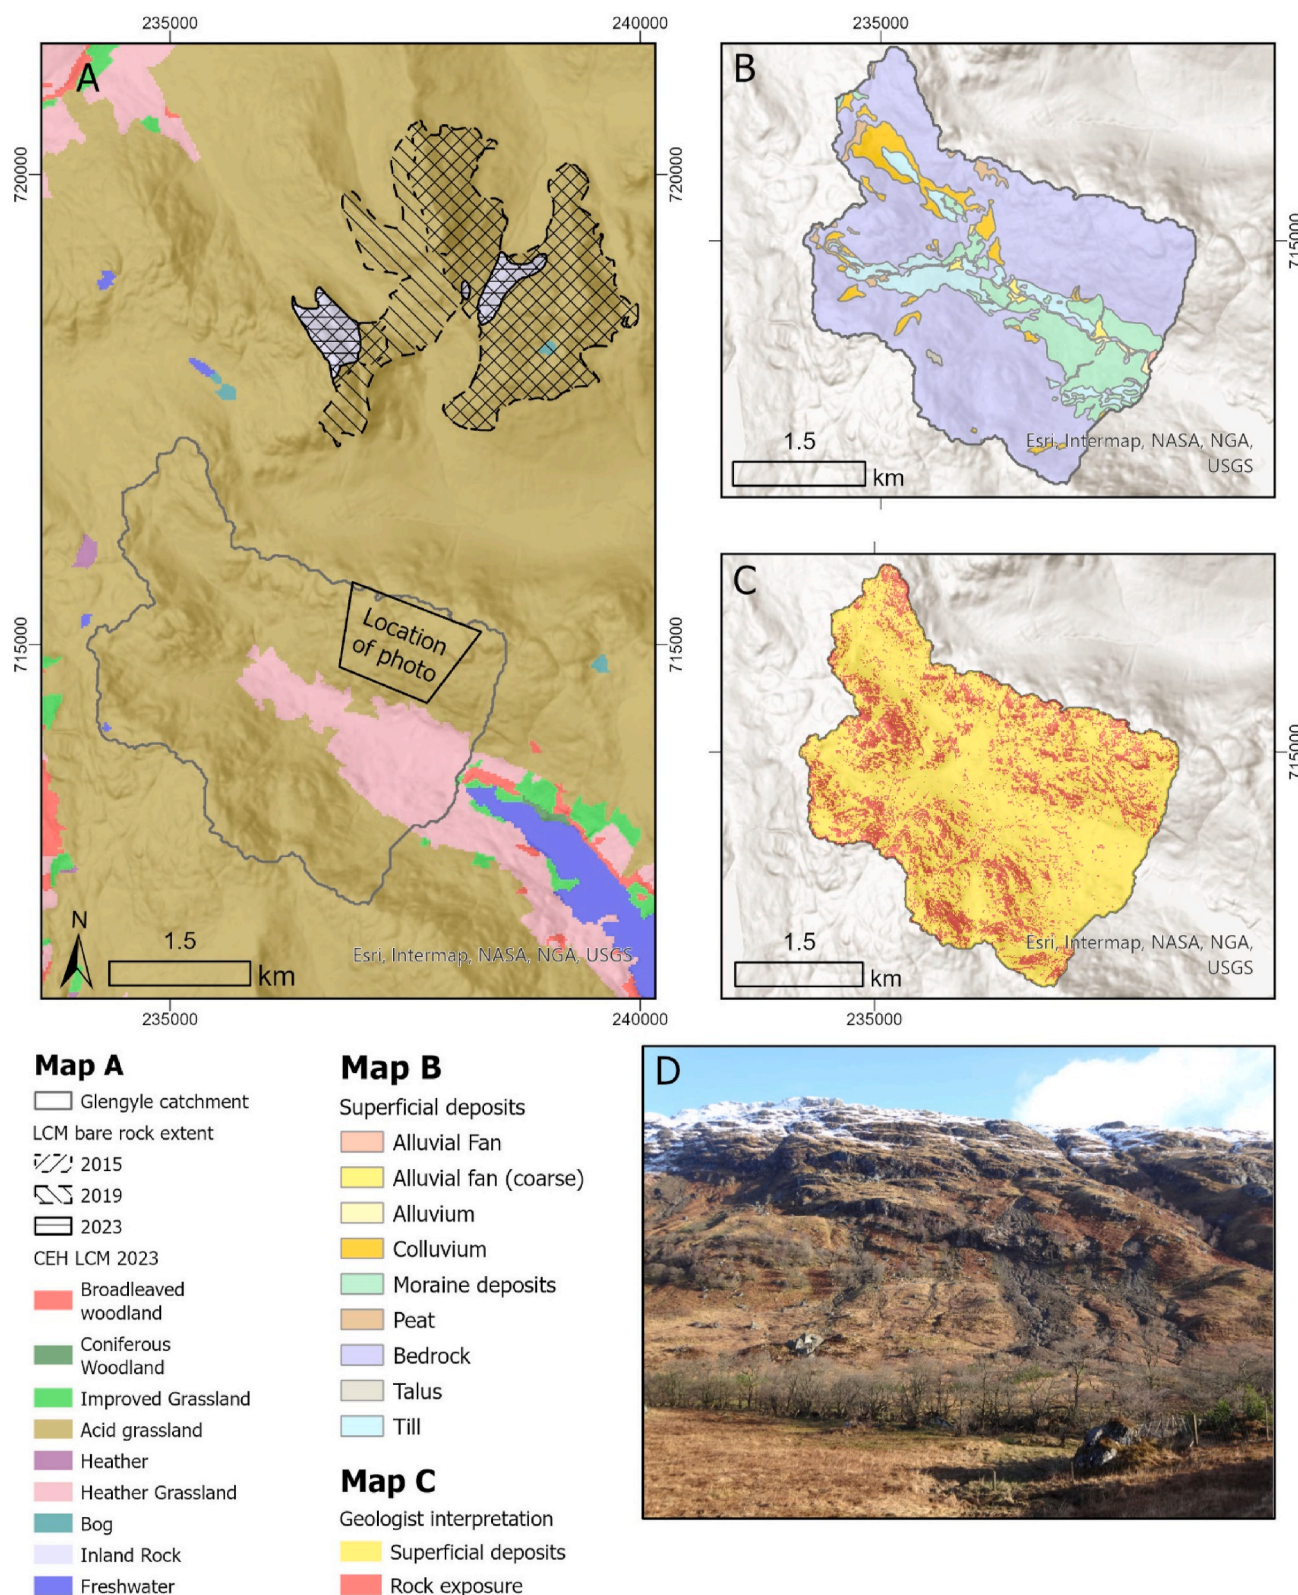 235000
240000
235000
A
B
720000
720000
715000
715000
Location
of photo
715000
1.5
km
Esri, Intermap, NASA, NGA,
USGS
C
715000
N
1.5
km
Esri, Intermap, NASA, NGA, USGS
1.5
km
Esri, Intermap, NASA, NGA,
USGS
235000
240000
235000
Map A
Glengyle catchment
LCM bare rock extent
2015
2019
2023
CEH LCM 2023
Broadleaved
woodland
Coniferous
Woodland
Improved Grassland
Acid grassland
Heather
Heather Grassland
Bog
Inland Rock
Freshwater
Map B
Superficial deposits
Alluvial Fan
Alluvial fan (coarse)
Alluvium
Colluvium
Moraine deposits
Peat
Bedrock
Talus
Till
Map C
Geologist interpretation
Superficial deposits
Rock exposure
D